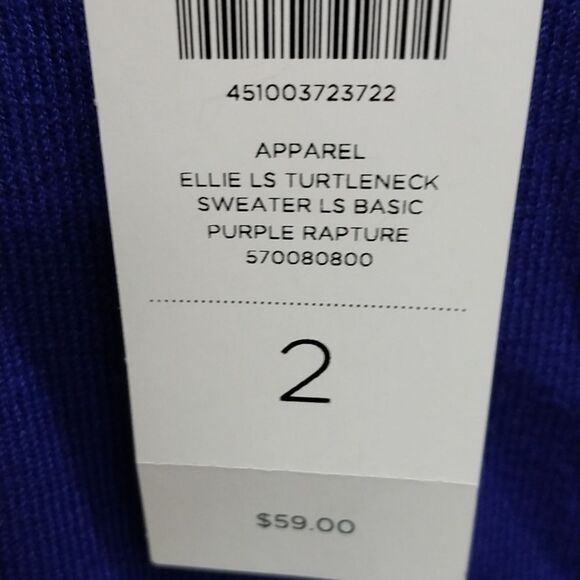 451003723722
APPAREL
ELLIE LS TURTLENECK
SWEATER LS BASIC
PURPLE RAPTURE
570080800
2
$59.00